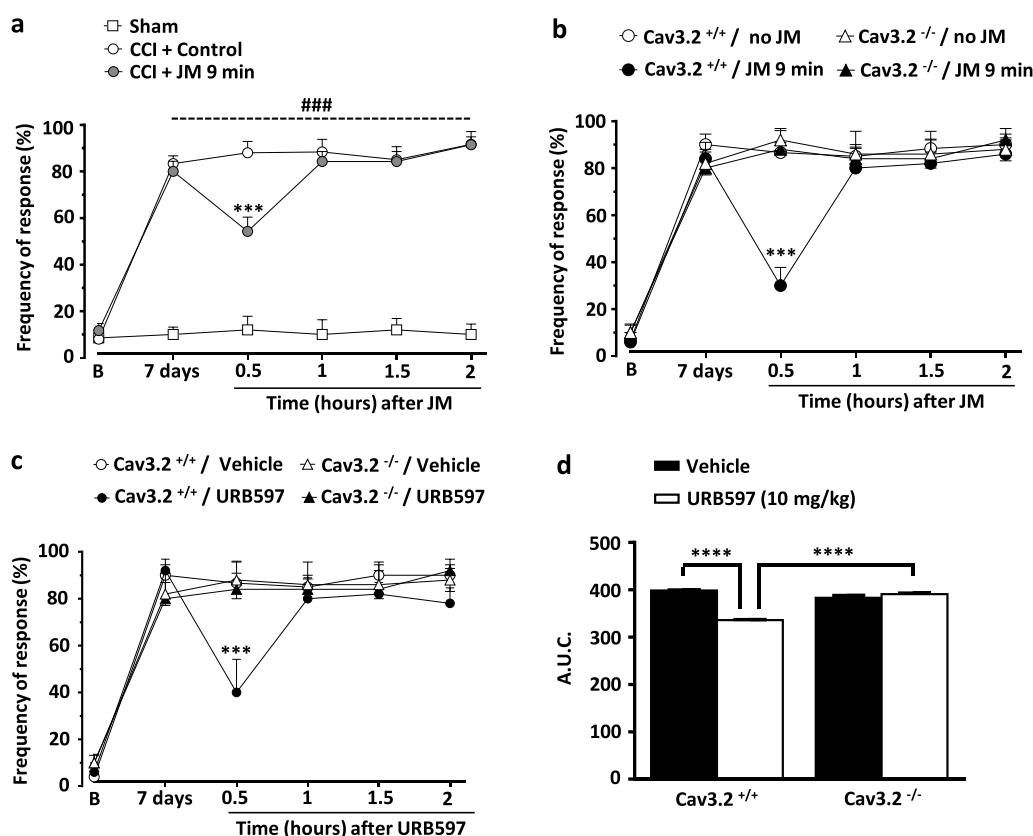 a
Sham
CCI + Control
CCI + JM 9 min
###
Frequency of response (%)
100
80
60
40
20
0
***
B
7 days
0.5
1
1.5
2
Time (hours) after JM
b
Cav3.2 +/+ / no JM
Cav3.2 -/- / no JM
Cav3.2 +/+ / JM 9 min
Cav3.2 -/- / JM 9 min
Frequency of response (%)
100
80
60
40
20
0
***
B
7 days
0.5
1
1.5
2
Time (hours) after JM
c
Cav3.2 +/+ / Vehicle
Cav3.2 -/- / Vehicle
Cav3.2 +/+ / URB597
Cav3.2 -/- / URB597
Frequency of response (%)
100
80
60
40
20
0
***
B
7 days
0.5
1
1.5
2
Time (hours) after URB597
d
Vehicle
URB597 (10 mg/kg)
A.U.C.
500
400
300
200
100
0
****
****
Cav3.2 +/+
Cav3.2 -/-